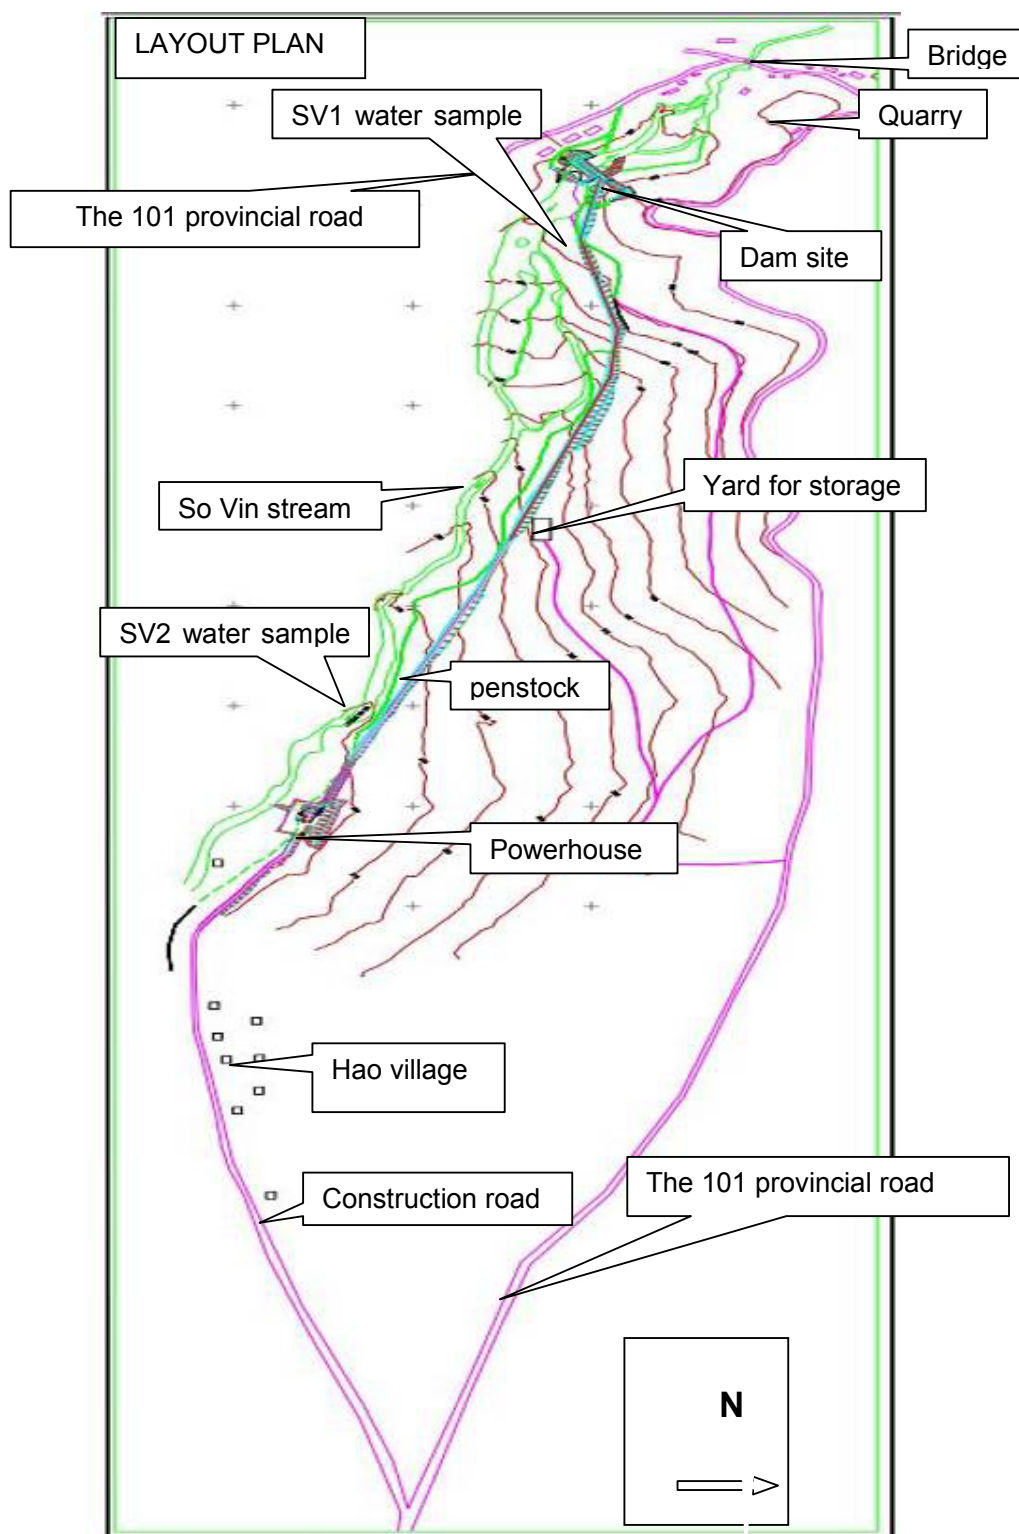 LAYOUT PLAN
Bridge
SV1 water sample
Quarry
The 101 provincial road
Dam site
Yard for storage
So Vin stream
SV2 water sample
penstock
Powerhouse
Hao village
Construction road
The 101 provincial road
N